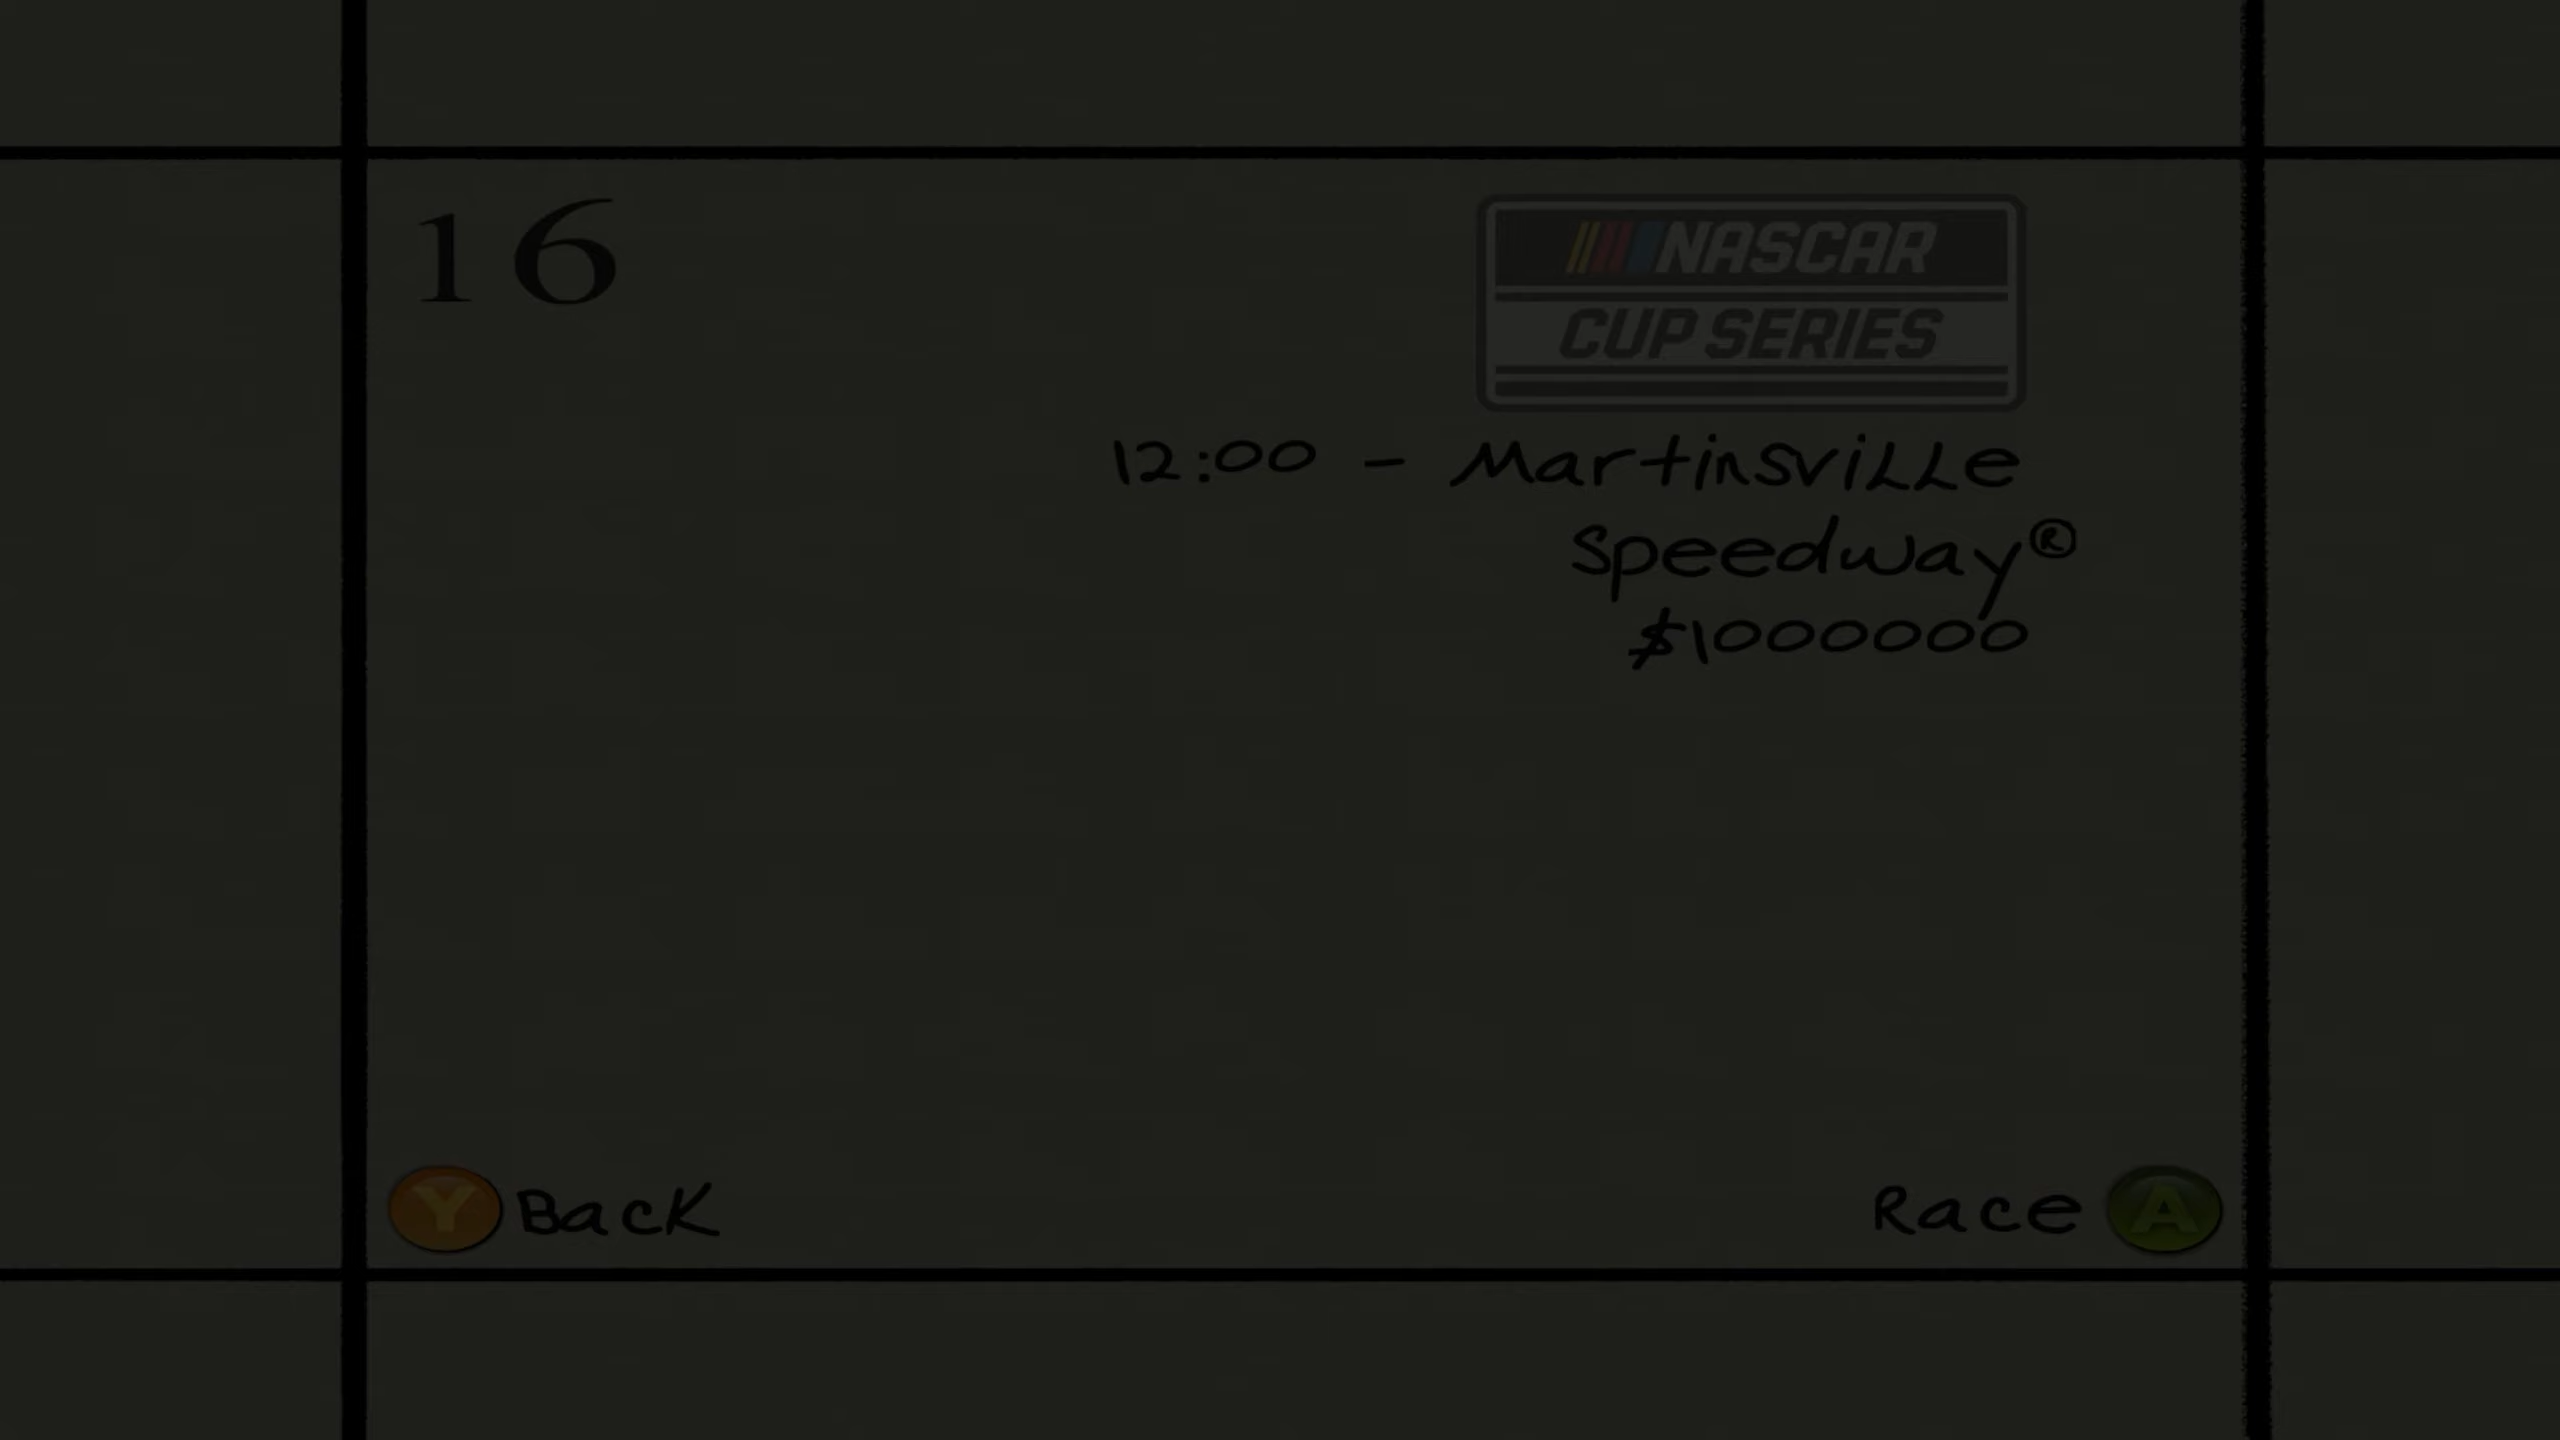 16
NASCAR
CUP SERIES
12:00 - Martinsville
Speedway®
$1000000
Y Back
Race A